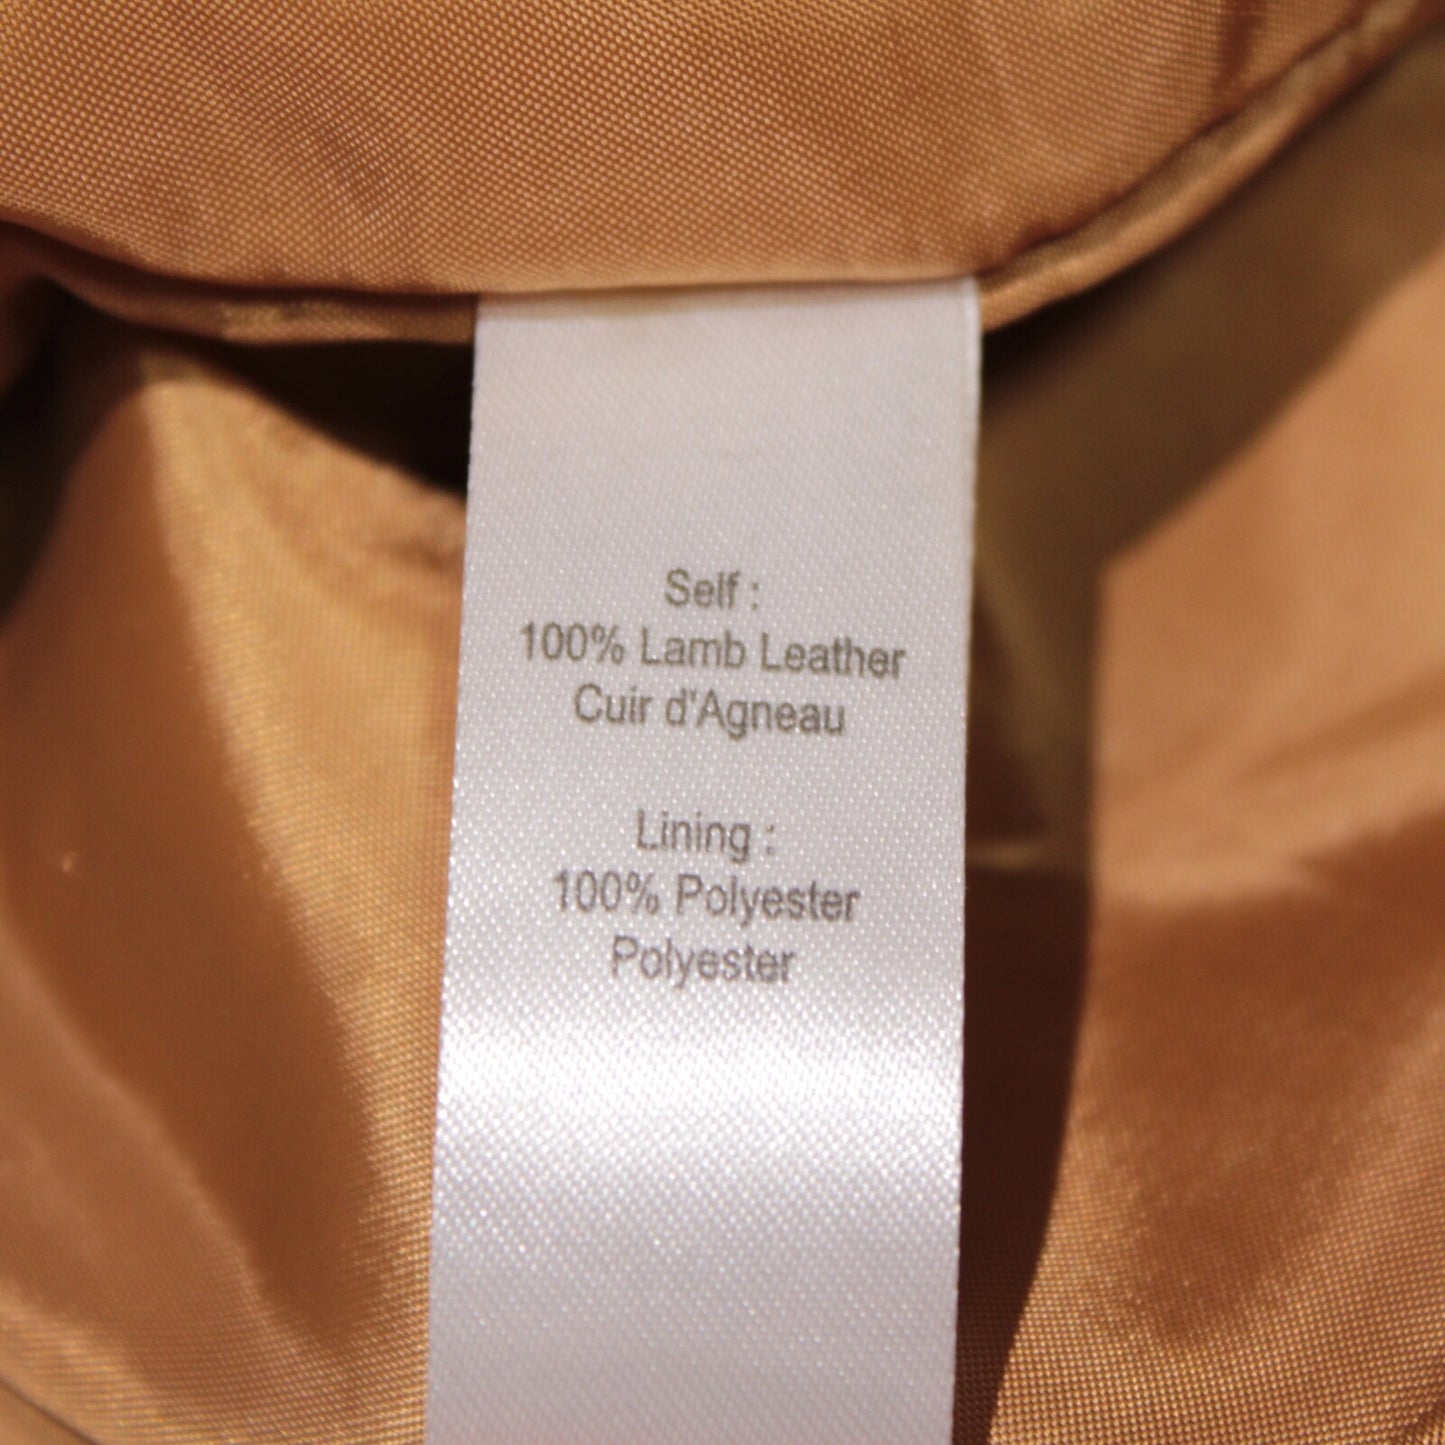 Self :
100% Lamb Leather
Cuir d'Agneau
Lining :
100% Polyester
Polyester